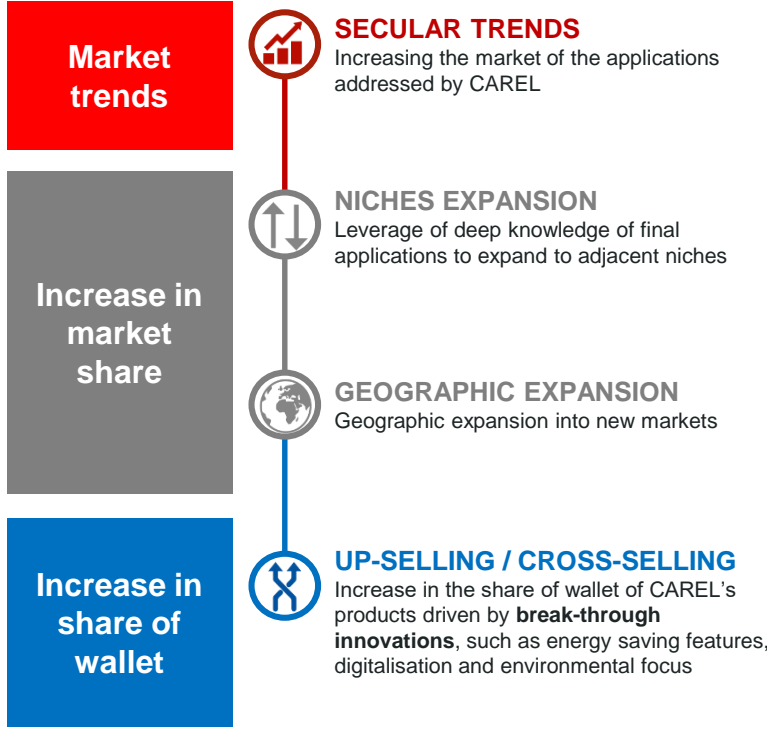 Market
trends
SECULAR TRENDS
Increasing the market of the applications
addressed by CAREL
Increase in
market
share
NICHES EXPANSION
Leverage of deep knowledge of final
applications to expand to adjacent niches
GEOGRAPHIC EXPANSION
Geographic expansion into new markets
Increase in
share of
wallet
UP-SELLING / CROSS-SELLING
Increase in the share of wallet of CAREL’s
products driven by break-through
innovations, such as energy saving features,
digitalisation and environmental focus